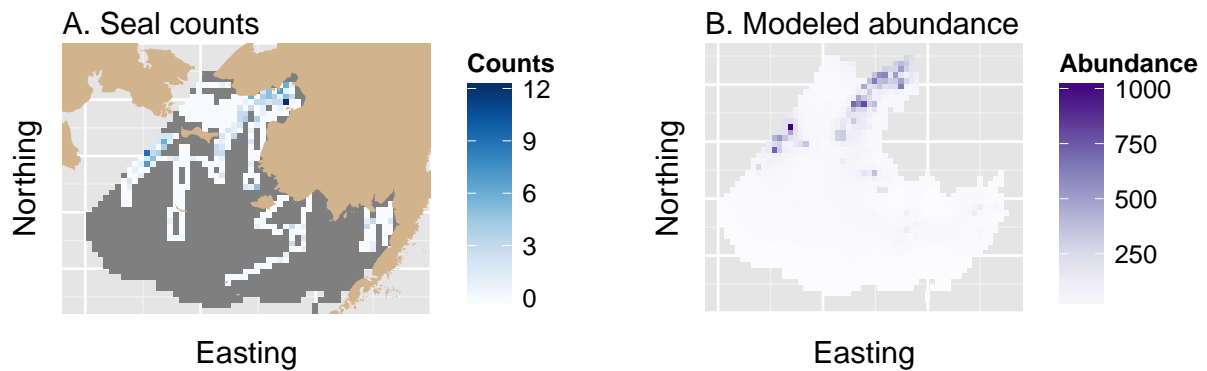 A. Seal counts
Counts
12
9
6
3
0
Northing
Easting
B. Modeled abundance
Abundance
1000
750
500
250
Northing
Easting